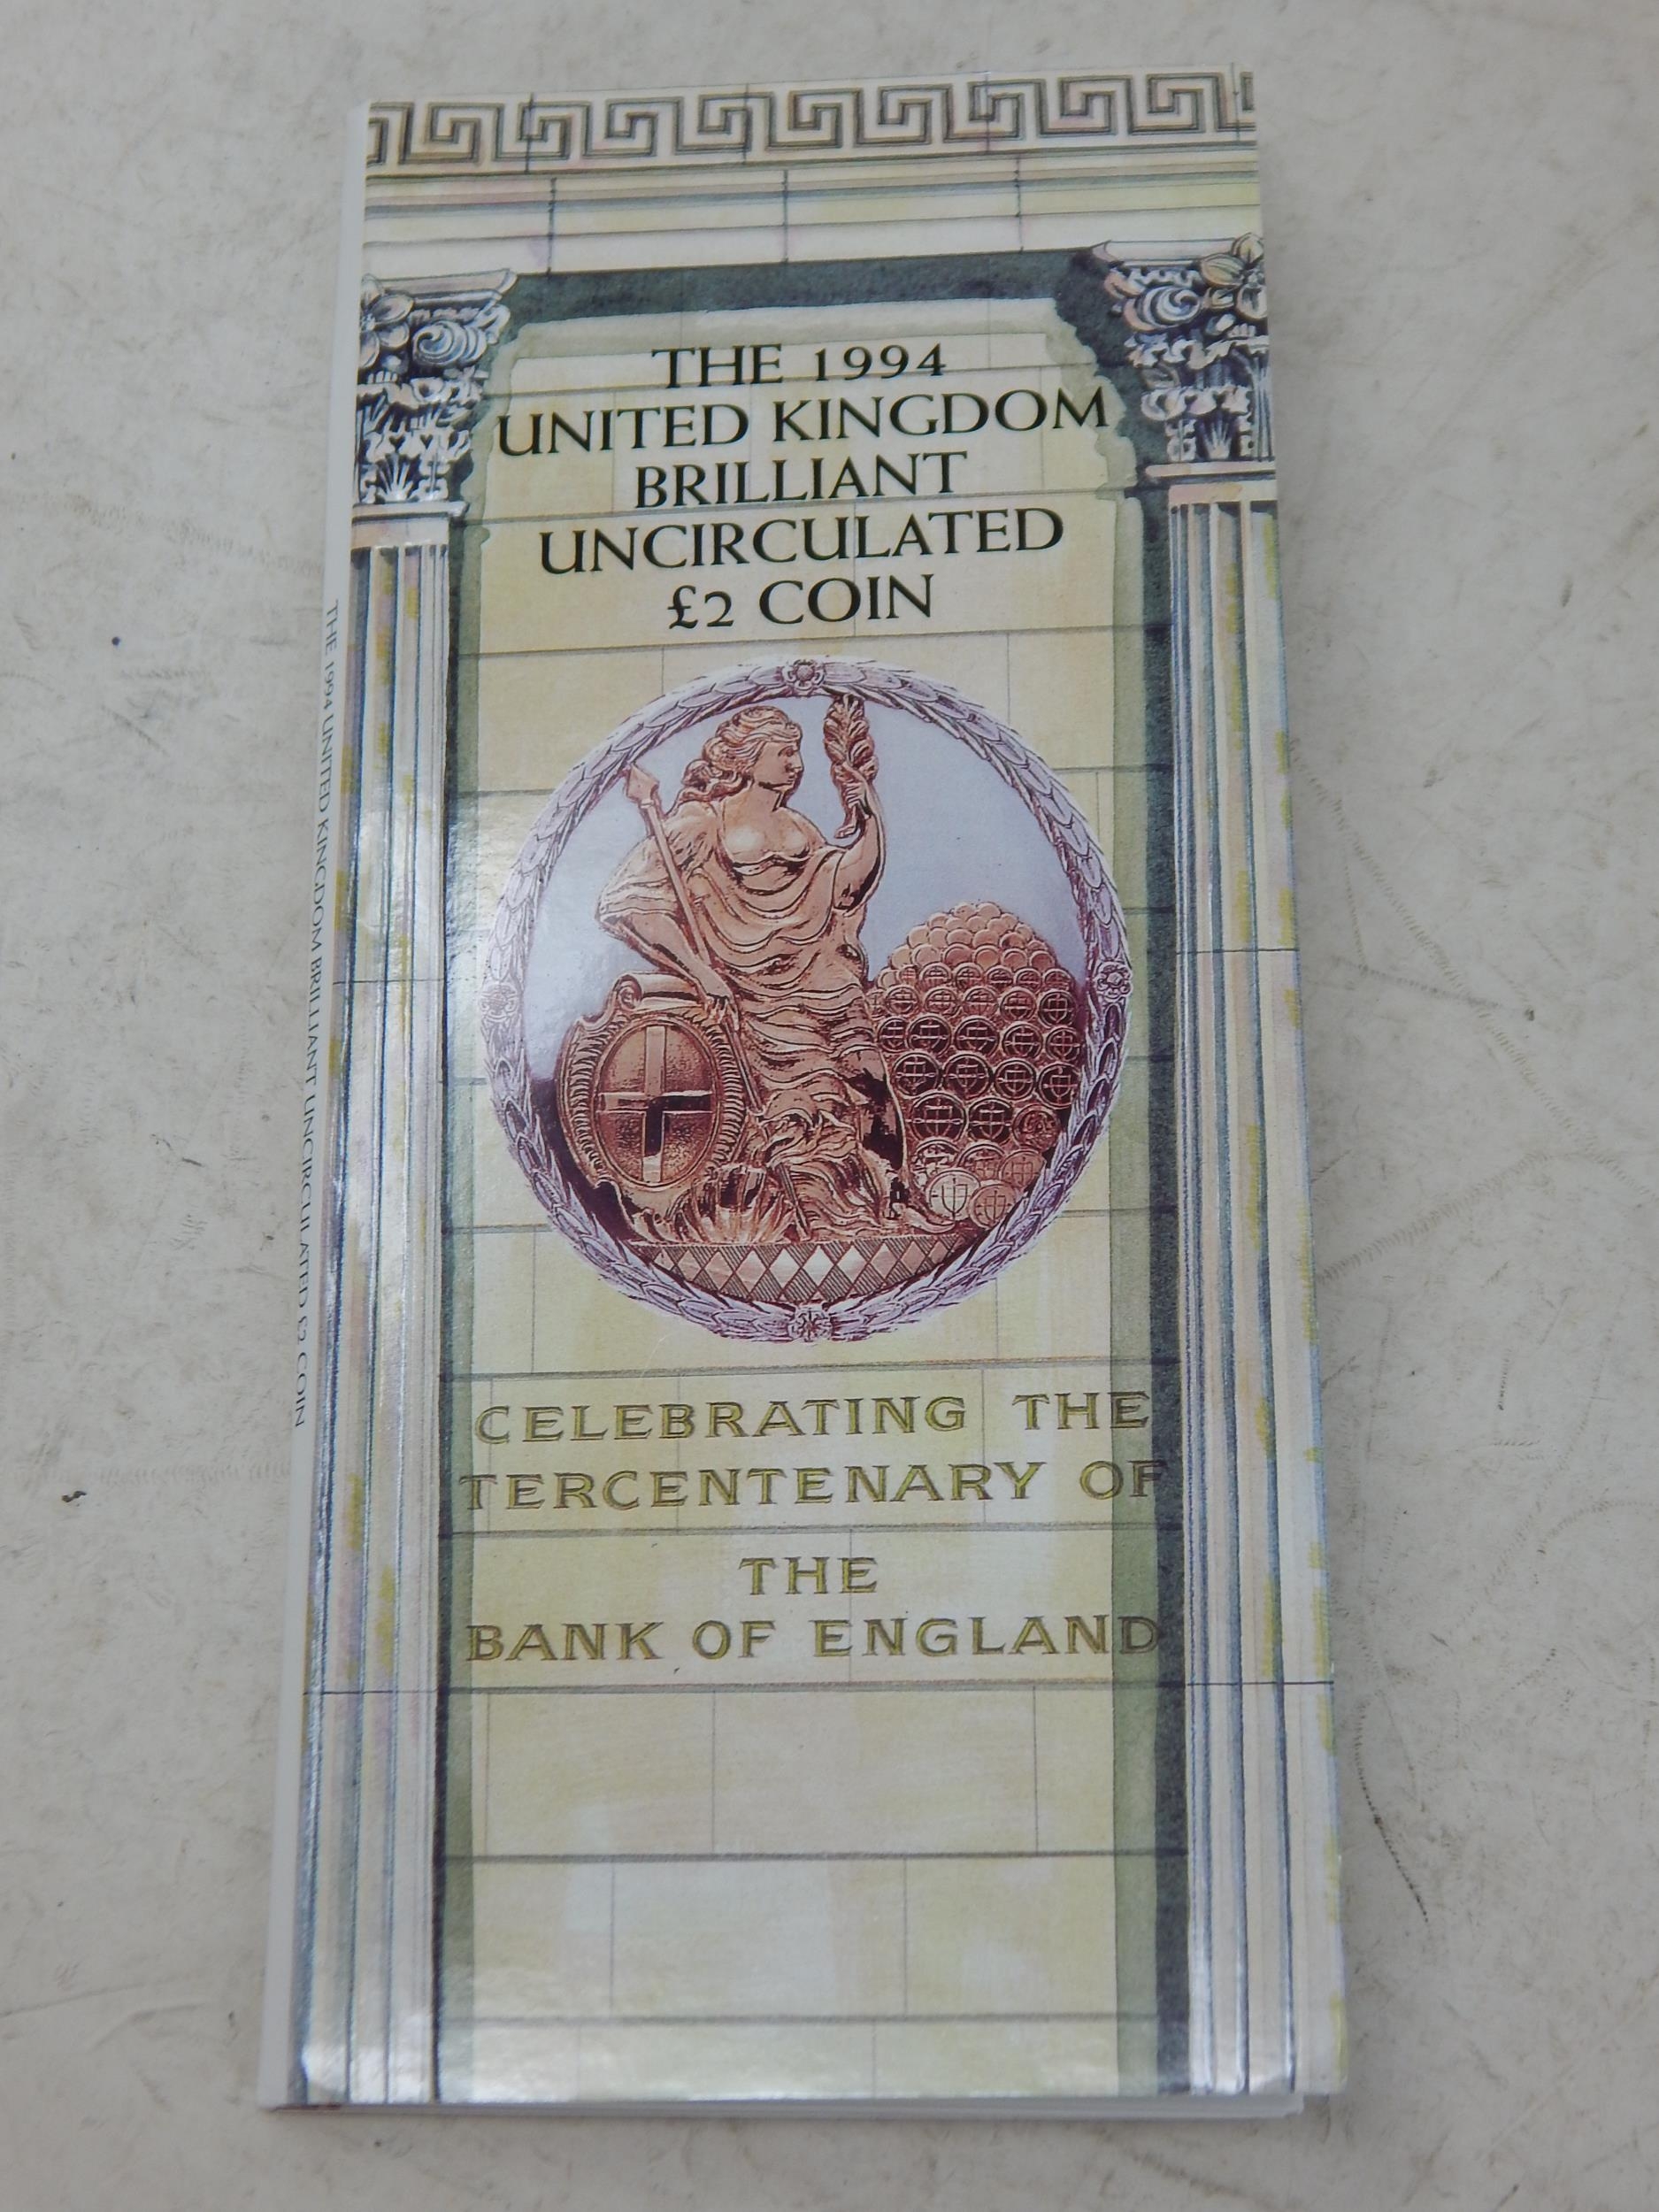 THE 1994
UNITED KINGDOM
BRILLIANT
UNCIRCULATED
£2 COIN
CELEBRATING THE
TERCENTENARY OF
THE
BANK OF ENGLAND
THE 1994 UNITED KINGDOM BRILLIANT UNCIRCULATED £2 COIN